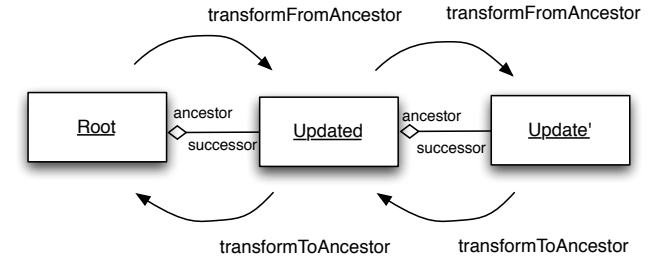 transformFromAncestor
transformFromAncestor
Root
ancestor
successor
Updated
ancestor
successor
Update'
transformToAncestor
transformToAncestor